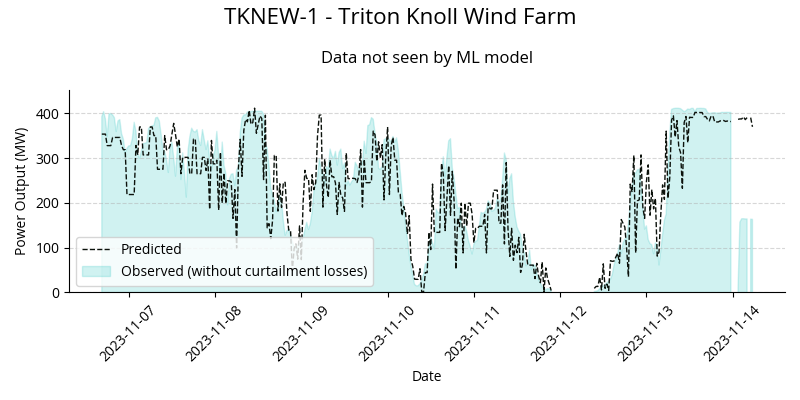 TKNEW-1 - Triton Knoll Wind Farm
Data not seen by ML model
Power Output (MW)
400
300
200
100
0
Predicted
Observed (without curtailment losses)
2023-11-07
2023-11-08
2023-11-09
2023-11-10
2023-11-11
2023-11-12
2023-11-13
2023-11-14
Date